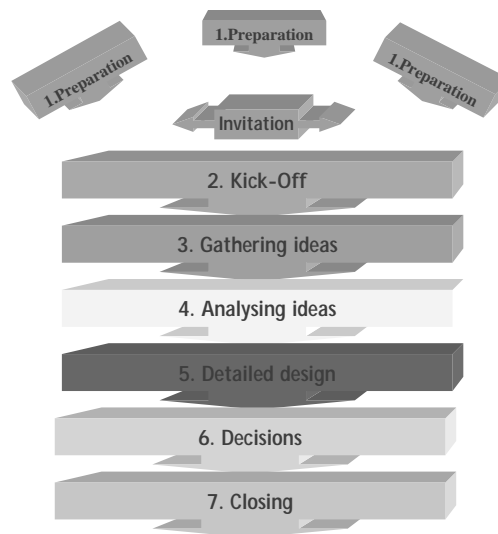 1.Preparation
1.Preparation
1.Preparation
Invitation
2. Kick-Off
3. Gathering ideas
4. Analysing ideas
5. Detailed design
6. Decisions
7. Closing